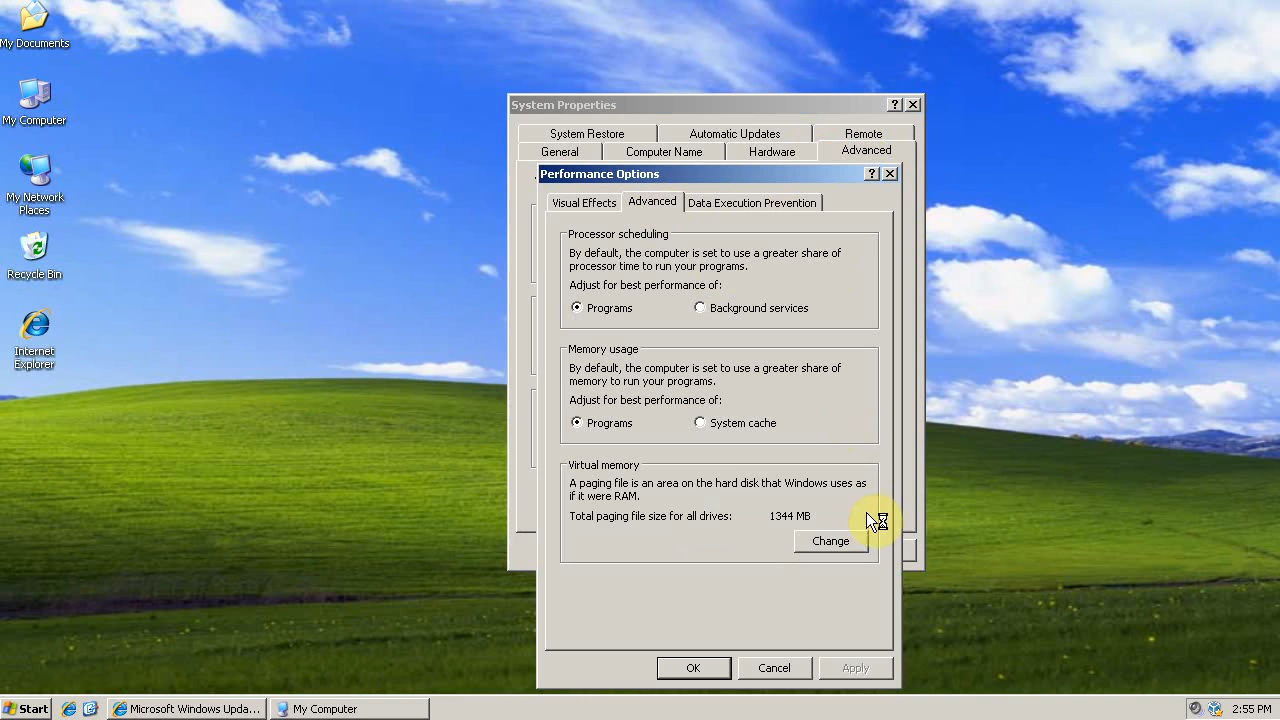 My Documents
My Computer
My Network
Places
Recycle Bin
Internet
Explorer
System Properties
System Restore
Automatic Updates
Remote
General
Computer Name
Hardware
Advanced
Performance Options
Visual Effects
Advanced
Data Execution Prevention
Processor scheduling
By default, the computer is set to use a greater share of
processor time to run your programs.
Adjust for best performance of:
Programs
Background services
Memory usage
By default, the computer is set to use a greater share of
memory to run your programs.
Adjust for best performance of:
Programs
System cache
Virtual memory
A paging file is an area on the hard disk that Windows uses as
if it were RAM.
Total paging file size for all drives: 1344 MB
Change
OK
Cancel
Apply
Start
Microsoft Windows Upda...
My Computer
2:55 PM